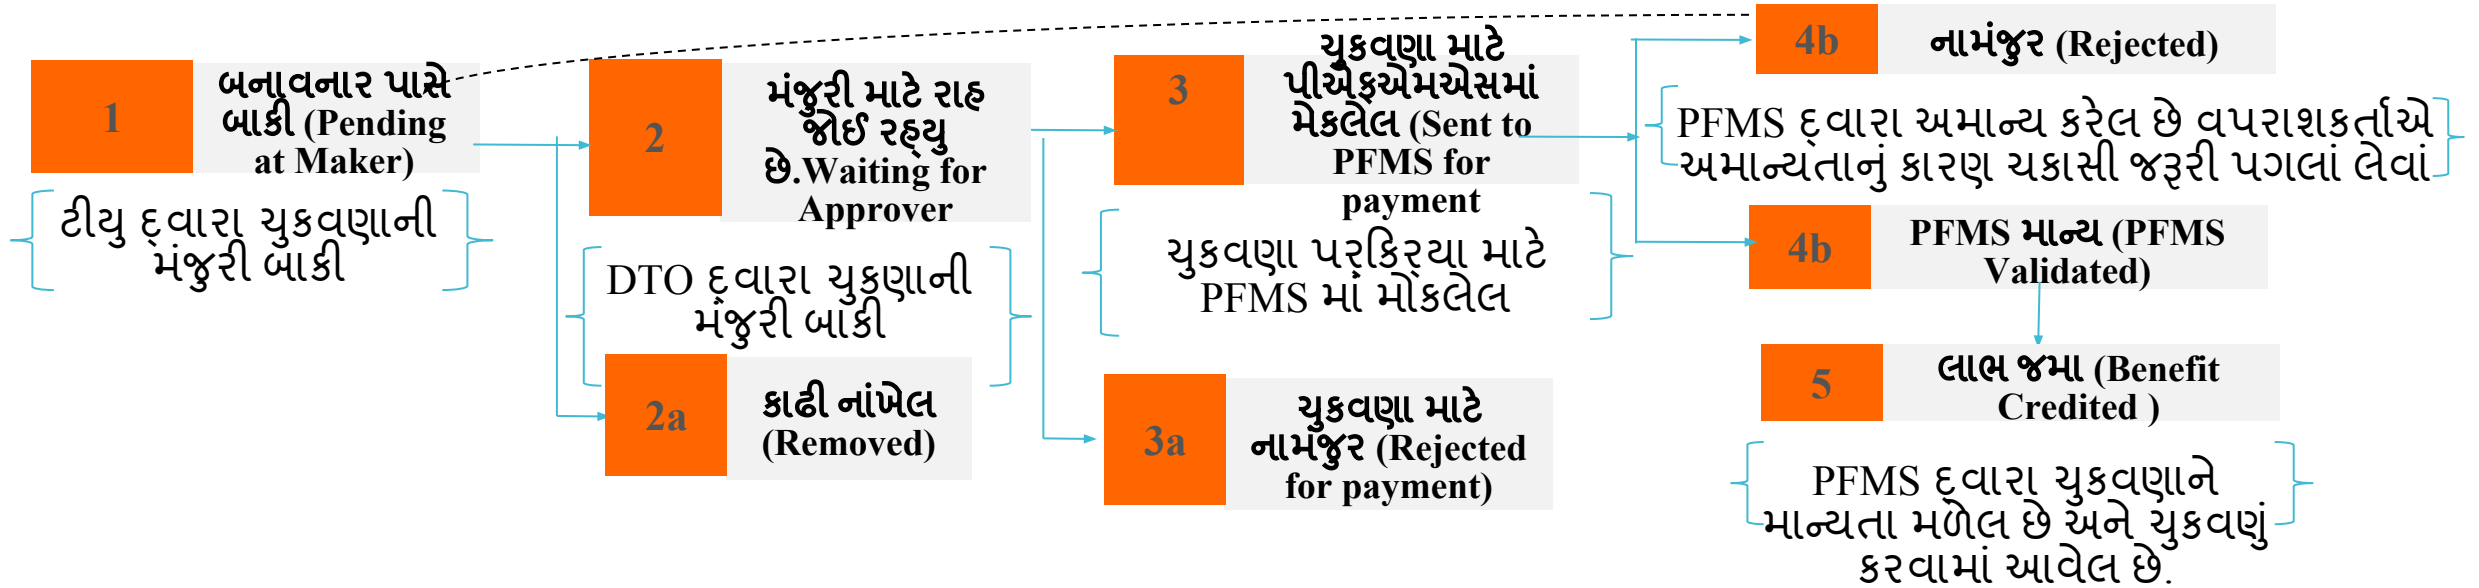 1
બનાવનાર પાસે
બાકી (Pending
at Maker)
ટીયુ દ્વારા ચુકવણાની
મંજુરી બાકી
2
મંજુરી માટે રાહ
જોઈ રહ્યુ
છે.Waiting for
Approver
DTO દ્વારા ચુકણાની
મંજુરી બાકી
2a
કાઢી નાંખેલ
(Removed)
3
ચુકવણા માટે
પીએફએમએસમાં
મેકલેલ (Sent to
PFMS for
payment
ચુકવણા પ્રક્રિયા માટે
PFMS માં મોકલેલ
3a
ચુકવણા માટે
નામંજુર (Rejected
for payment)
4b
નામંજુર (Rejected)
PFMS દ્વારા અમાન્ય કરેલ છે વપરાશકર્તાએ
અમાન્યતાનું કારણ ચકાસી જરૂરી પગલાં લેવાં
4b
PFMS માન્ય (PFMS
Validated)
5
લાભ જમા (Benefit
Credited )
PFMS દ્વારા ચુકવણાને
માન્યતા મળેલ છે અને ચુકવણું
કરવામાં આવેલ છે.